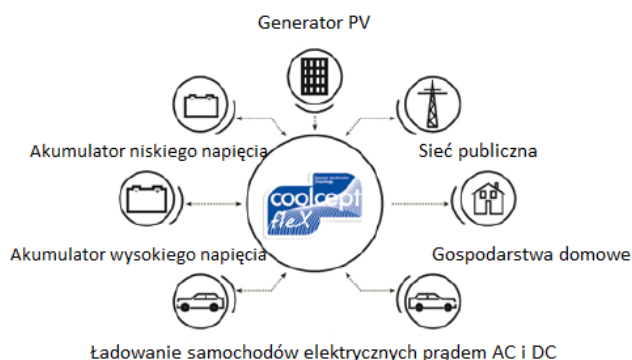 Generator PV
Akumulator niskiego napięcia
Sieć publiczna
coolcept
fleX
Akumulator wysokiego napięcia
Gospodarstwa domowe
Ładowanie samochodów elektrycznych prądem AC i DC